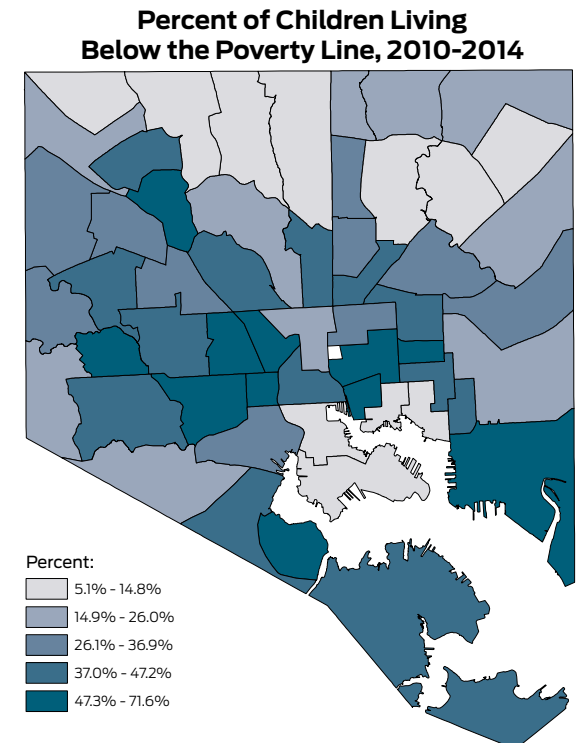 Percent of Children Living
Below the Poverty Line, 2010-2014
Percent:
5.1% - 14.8%
14.9% - 26.0%
26.1% - 36.9%
37.0% - 47.2%
47.3% - 71.6%